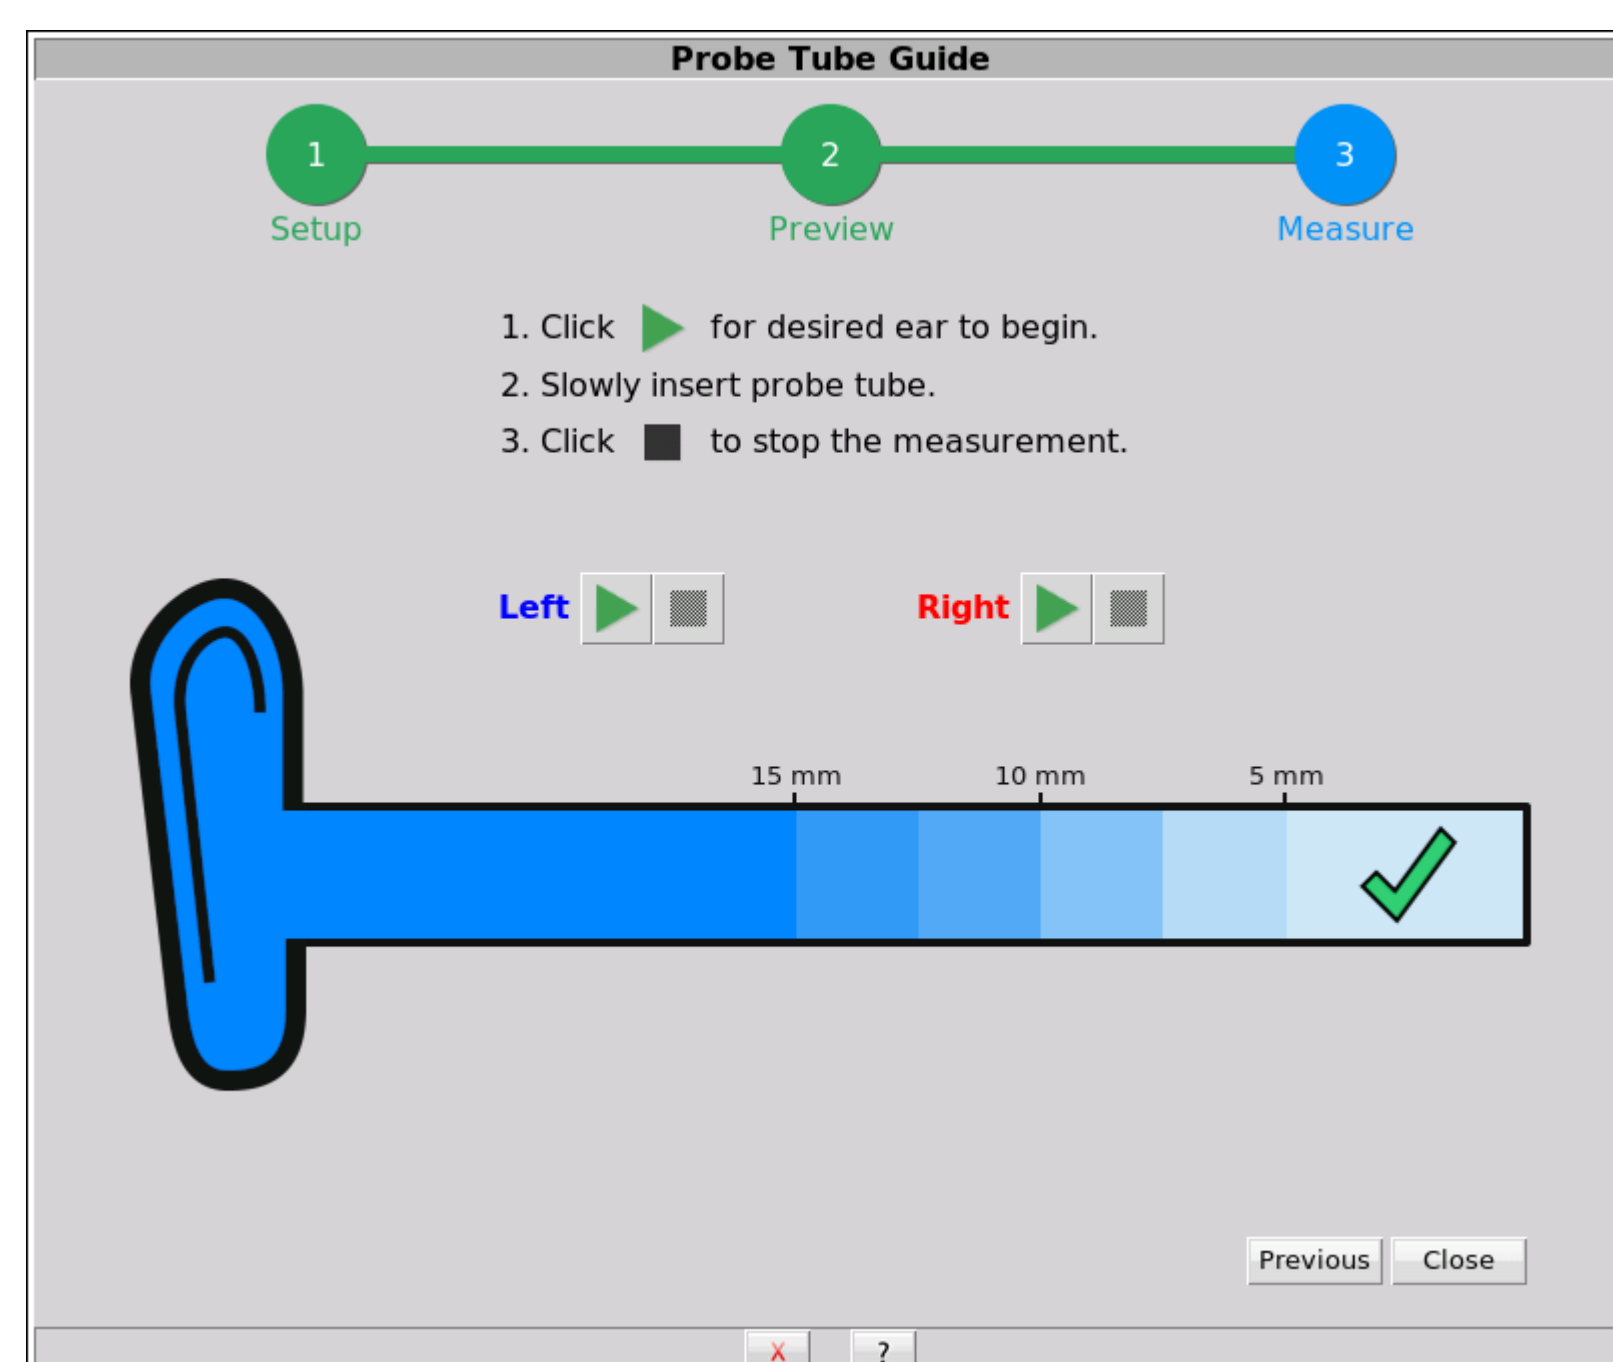 Probe Tube Guide
1 2 3
Setup Preview Measure
1. Click for desired ear to begin.
2. Slowly insert probe tube.
3. Click to stop the measurement.
Left Right
15 mm 10 mm 5 mm
Previous Close
X ?